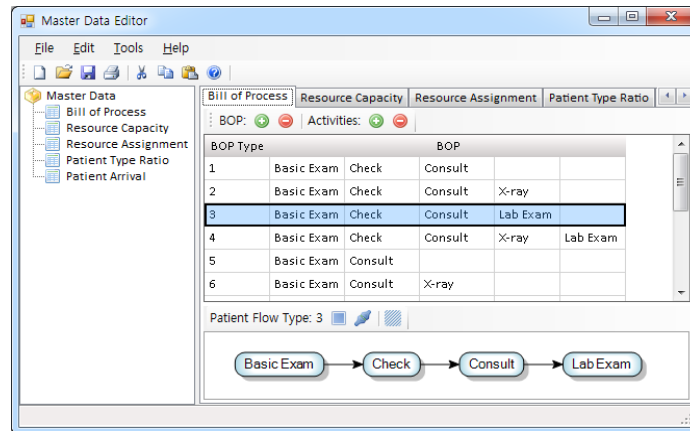 Master Data Editor
File Edit Tools Help
Master Data
Bill of Process
Resource Capacity
Resource Assignment
Patient Type Ratio
Patient Arrival
Bill of Process Resource Capacity Resource Assignment Patient Type Ratio
BOP: Activities:
BOP Type BOP
1 Basic Exam Check Consult
2 Basic Exam Check Consult X-ray
3 Basic Exam Check Consult Lab Exam
4 Basic Exam Check Consult X-ray Lab Exam
5 Basic Exam Consult
6 Basic Exam Consult X-ray
Patient Flow Type: 3
Basic Exam Check Consult Lab Exam